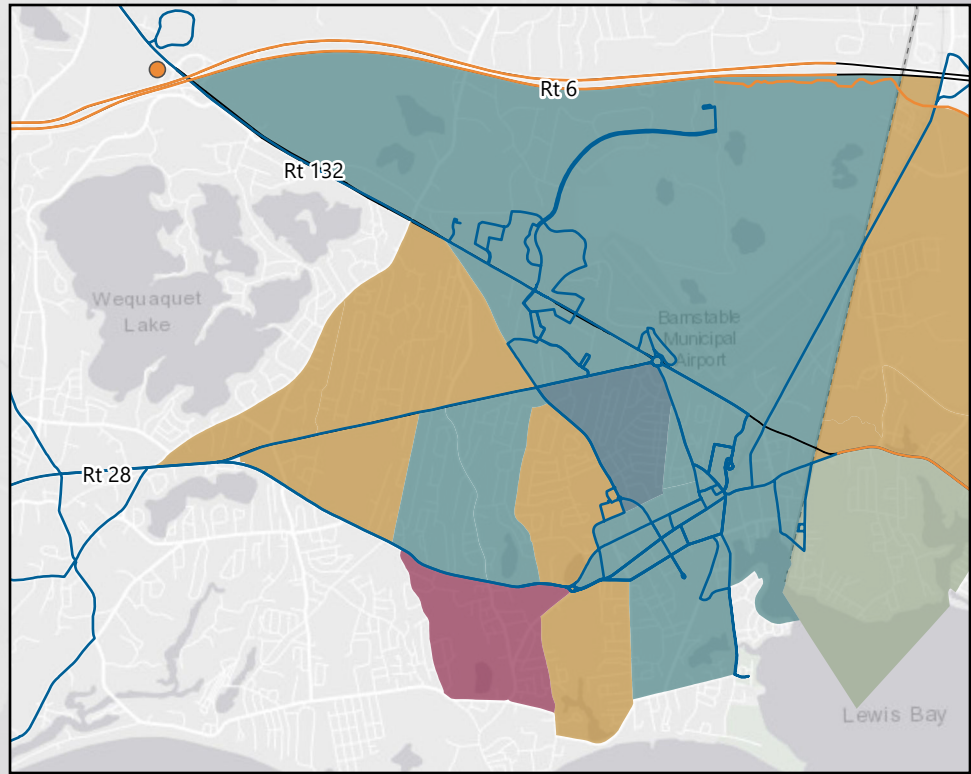 Rt 6
Rt 132
Wequaquet
Lake
Barnstable
Municipal
Airport
Rt 28
Lewis Bay